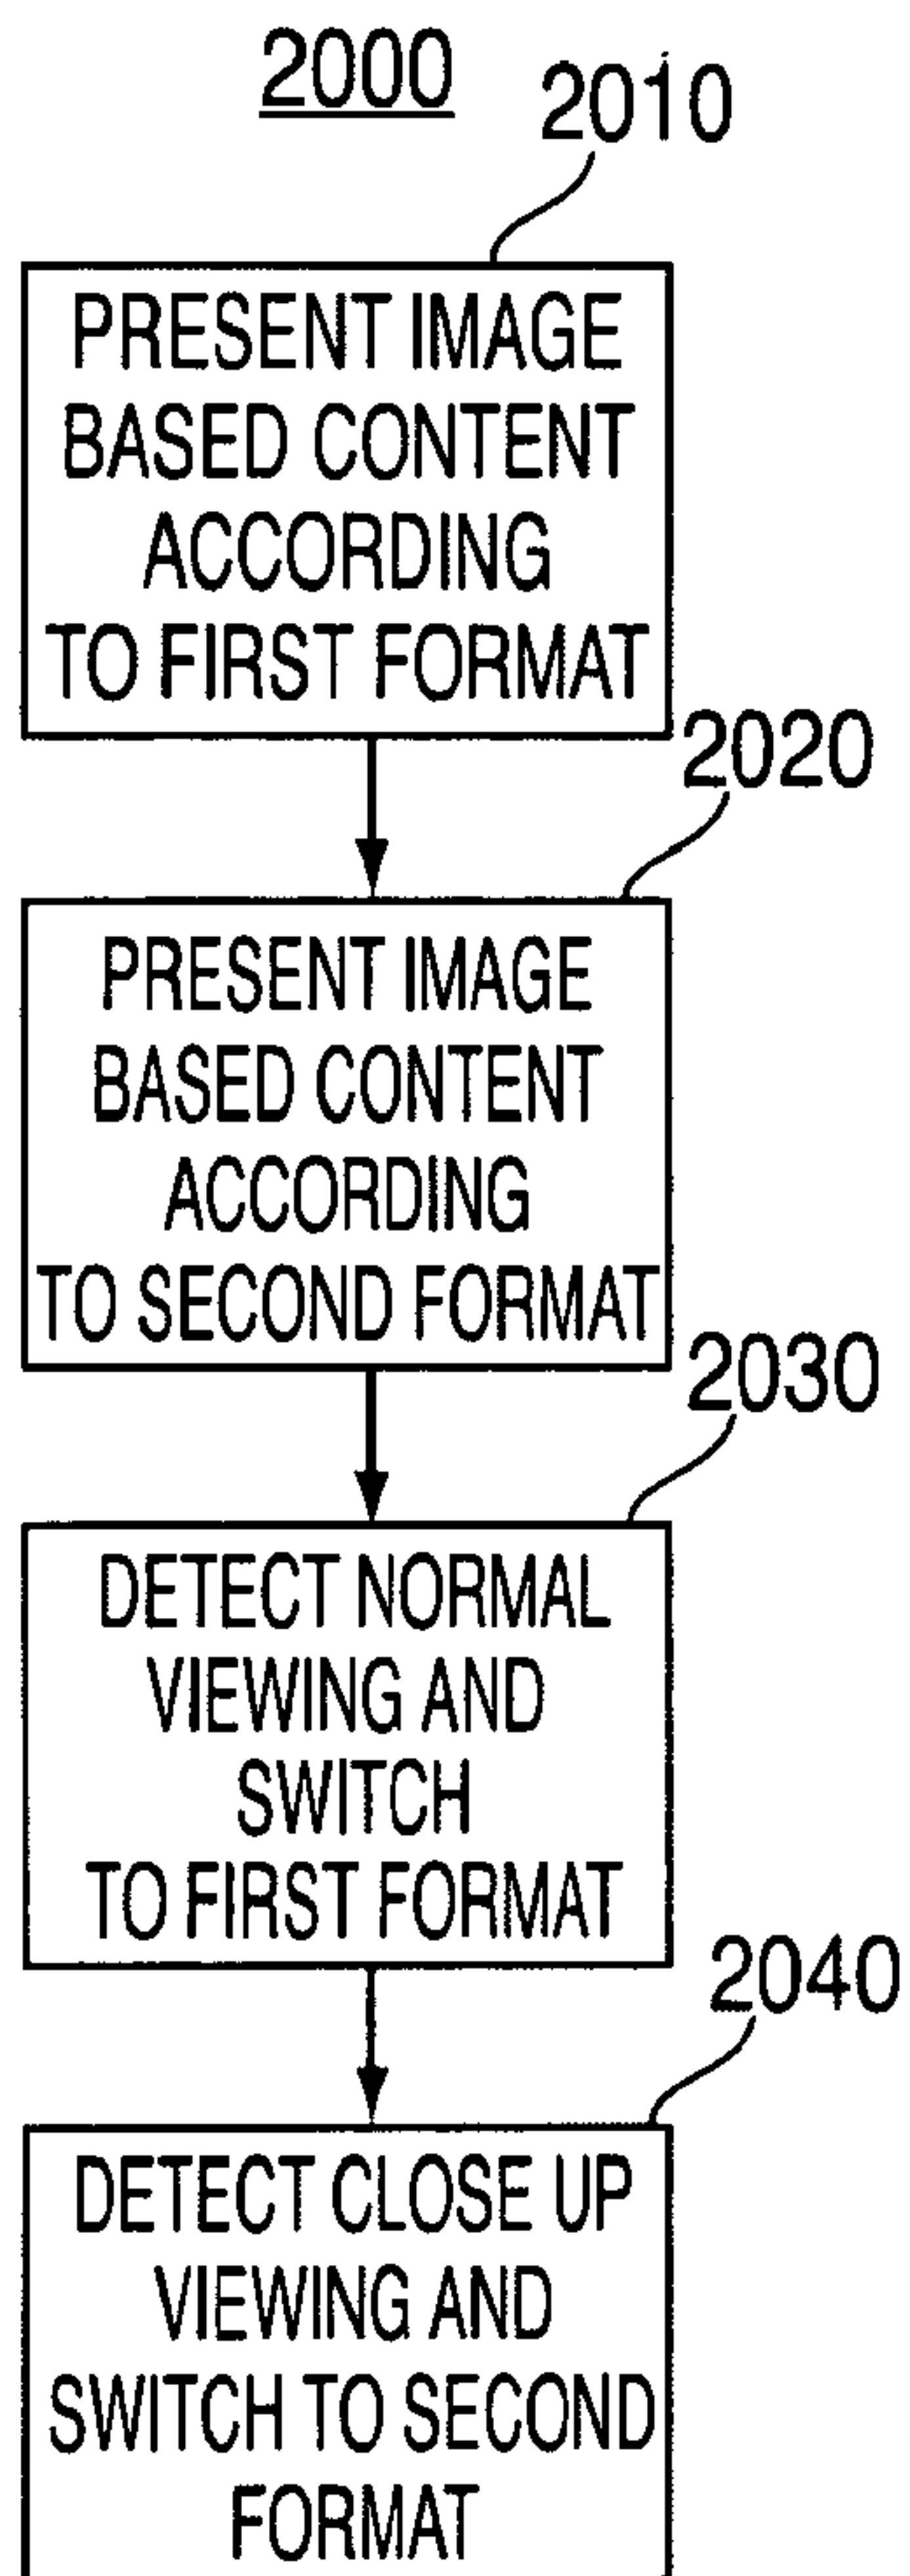 2000
2010
PRESENT IMAGE
BASED CONTENT
ACCORDING
TO FIRST FORMAT
2020
PRESENT IMAGE
BASED CONTENT
ACCORDING
TO SECOND FORMAT
2030
DETECT NORMAL
VIEWING AND
SWITCH
TO FIRST FORMAT
2040
DETECT CLOSE UP
VIEWING AND
SWITCH TO SECOND
FORMAT